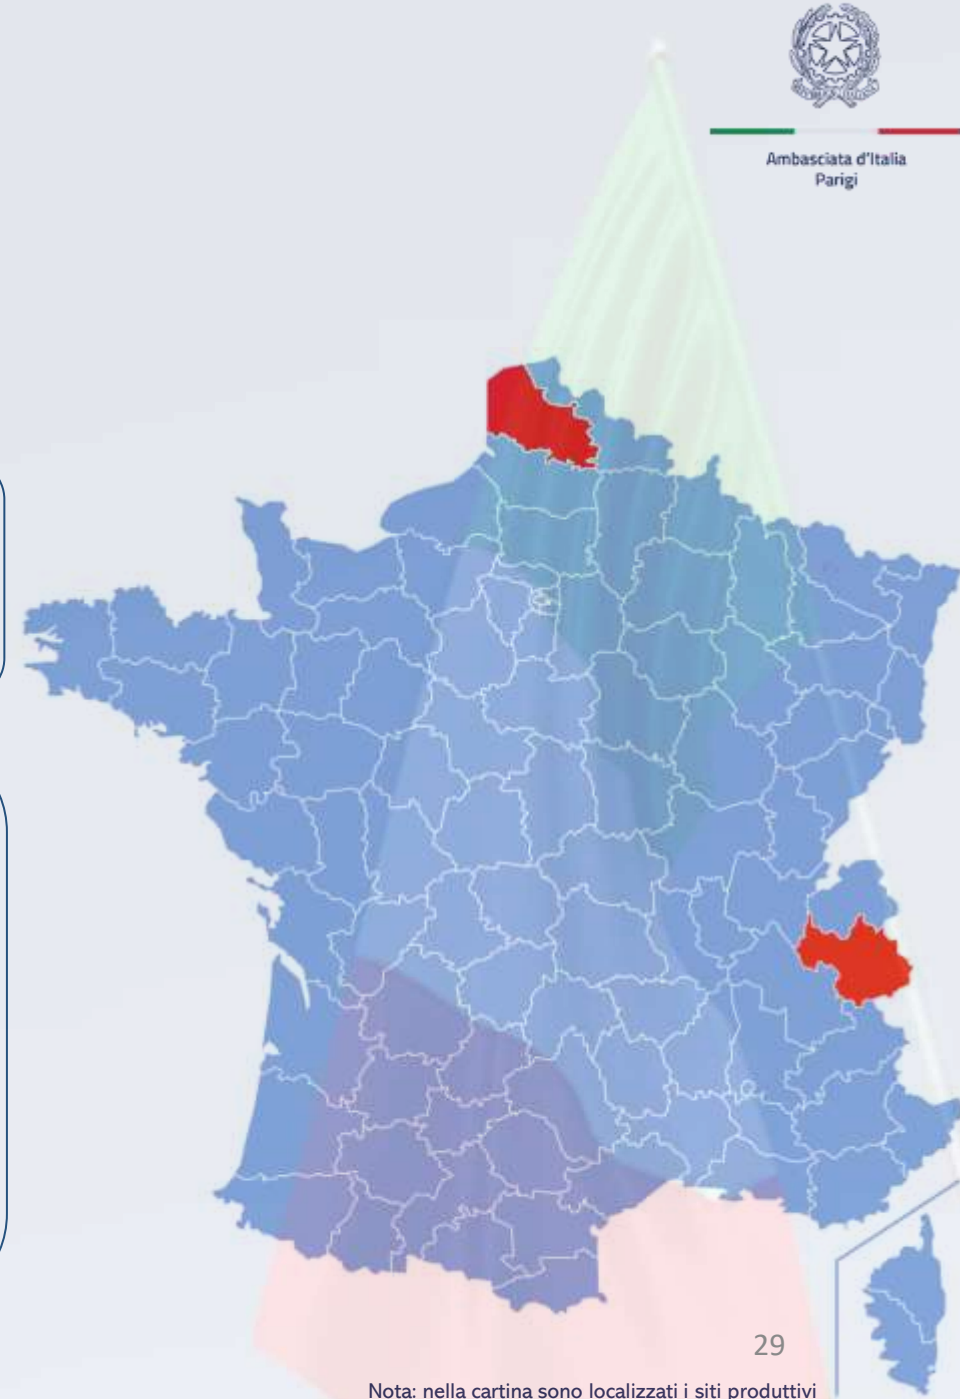 Ambasciata d'Italia
Parigi
29
Nota: nella cartina sono localizzati i siti produttivi